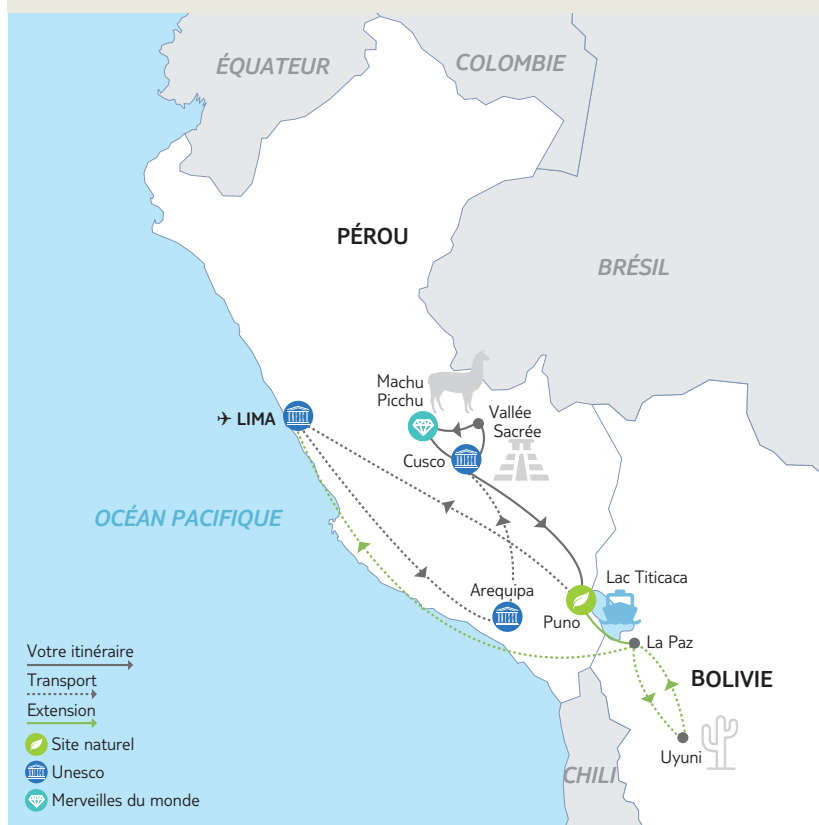 ÉQUATEUR
COLOMBIE
PÉROU
BRÉSIL
Machu
Picchu
Vallée
Sacrée
LIMA
Cusco
OCÉAN PACIFIQUE
Arequipa
Lac Titicaca
Puno
La Paz
BOLIVIE
Uyuni
CHILI
Votre itinéraire
Transport
Extension
Site naturel
Unesco
Merveilles du monde